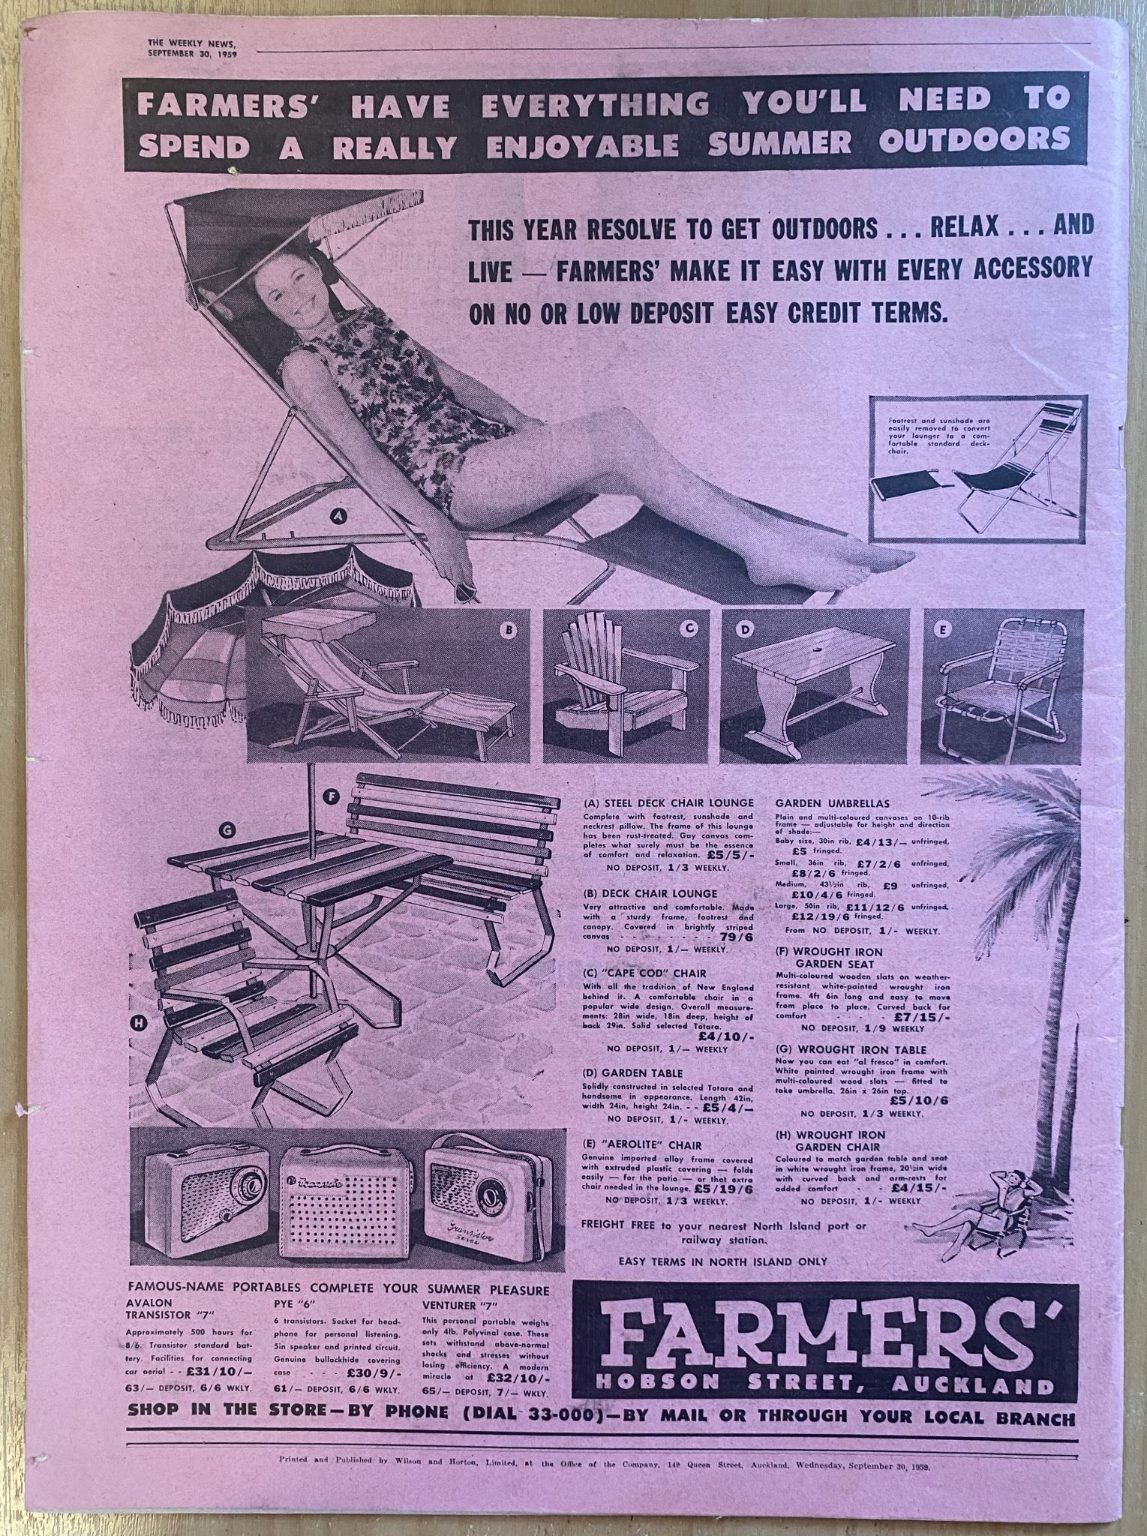 THE WEEKLY NEWS,
SEPTEMBER 30, 1959
FARMERS' HAVE EVERYTHING YOU'LL NEED TO
SPEND A REALLY ENJOYABLE SUMMER OUTDOORS
THIS YEAR RESOLVE TO GET OUTDOORS . . . RELAX . . . AND
LIVE — FARMERS' MAKE IT EASY WITH EVERY ACCESSORY
ON NO OR LOW DEPOSIT EASY CREDIT TERMS.
Footrest and sunshade are
easily removed to convert
your lounger to a com-
fortable standard deck-
chair.
A
B
C
D
E
F
G
H
(A) STEEL DECK CHAIR LOUNGE
Complete with footrest, sunshade and
neckrest pillow. The frame of this lounge
has been rust-treated. Gay canvas com-
pletes what surely must be the essence
of comfort and relaxation. £5/5/-
NO DEPOSIT, 1/3 WEEKLY.
(B) DECK CHAIR LOUNGE
Very attractive and comfortable. Made
with a sturdy frame, footrest and
canopy. Covered in brightly striped
canvas - - - - - - - 79/6
NO DEPOSIT, 1/— WEEKLY.
(C) "CAPE COD" CHAIR
With all the tradition of New England
behind it. A comfortable chair in a
popular wide design. Overall measure-
ments: 28in wide, 18in deep, height of
back 29in. Solid selected Totara.
£4/10/-
NO DEPOSIT, 1/— WEEKLY
(D) GARDEN TABLE
Solidly constructed in selected Totara and
handsome in appearance. Length 42in,
width 24in, height 24in. - - £5/4/—
NO DEPOSIT, 1/- WEEKLY.
(E) "AEROLITE" CHAIR
Genuine imported alloy frame covered
with extruded plastic covering — folds
easily — for the patio — or that extra
chair needed in the lounge. £5/19/6
NO DEPOSIT, 1/3 WEEKLY.
GARDEN UMBRELLAS
Plain and multi-coloured canvases on 10-rib
frame — adjustable for height and direction
of shade:—
Baby size, 30in rib, £4/13/— unfringed,
£5 fringed.
Small, 36in rib, £7/2/6 unfringed,
£8/2/6 fringed.
Medium, 43½in rib, £9 unfringed,
£10/4/6 fringed.
Large, 50in rib, £11/12/6 unfringed,
£12/19/6 fringed.
From NO DEPOSIT, 1/- WEEKLY.
(F) WROUGHT IRON
GARDEN SEAT
Multi-coloured wooden slats on weather-
resistant white-painted wrought iron
frame. 4ft 6in long and easy to move
from place to place. Curved back for
comfort - - - - £7/15/-
NO DEPOSIT, 1/9 WEEKLY
(G) WROUGHT IRON TABLE
Now you can eat "al fresco" in comfort.
White painted wrought iron frame with
multi-coloured wood slats — fitted to
take umbrella. 26in x 26in top.
£5/10/6
NO DEPOSIT, 1/3 WEEKLY.
(H) WROUGHT IRON
GARDEN CHAIR
Coloured to match garden table and seat
in white wrought iron frame, 20½in wide
with curved back and arm-rests for
added comfort - - £4/15/-
NO DEPOSIT, 1/- WEEKLY
FREIGHT FREE to your nearest North Island port or
railway station.
EASY TERMS IN NORTH ISLAND ONLY
Transistor
seven
FAMOUS-NAME PORTABLES COMPLETE YOUR SUMMER PLEASURE
AVALON
TRANSISTOR "7"
Approximately 500 hours for
8/6. Transistor standard bat-
tery. Facilities for connecting
car aerial - - £31/10/—
63/— DEPOSIT, 6/6 WKLY.
PYE "6"
6 transistors. Socket for head-
phone for personal listening.
5in speaker and printed circuit.
Genuine bullockhide covering
case - - - £30/9/-
61/— DEPOSIT, 6/6 WKLY.
VENTURER "7"
This personal portable weighs
only 4lb. Polyvinal case. These
sets withstand above-normal
shocks and stresses without
losing efficiency. A modern
miracle at £32/10/-
65/— DEPOSIT, 7/— WKLY.
FARMERS'
HOBSON STREET, AUCKLAND
SHOP IN THE STORE—BY PHONE (DIAL 33-000)—BY MAIL OR THROUGH YOUR LOCAL BRANCH
Printed and Published by Wilson and Horton, Limited, at the Office of the Company, 149 Queen Street, Auckland, Wednesday, September 30, 1959.